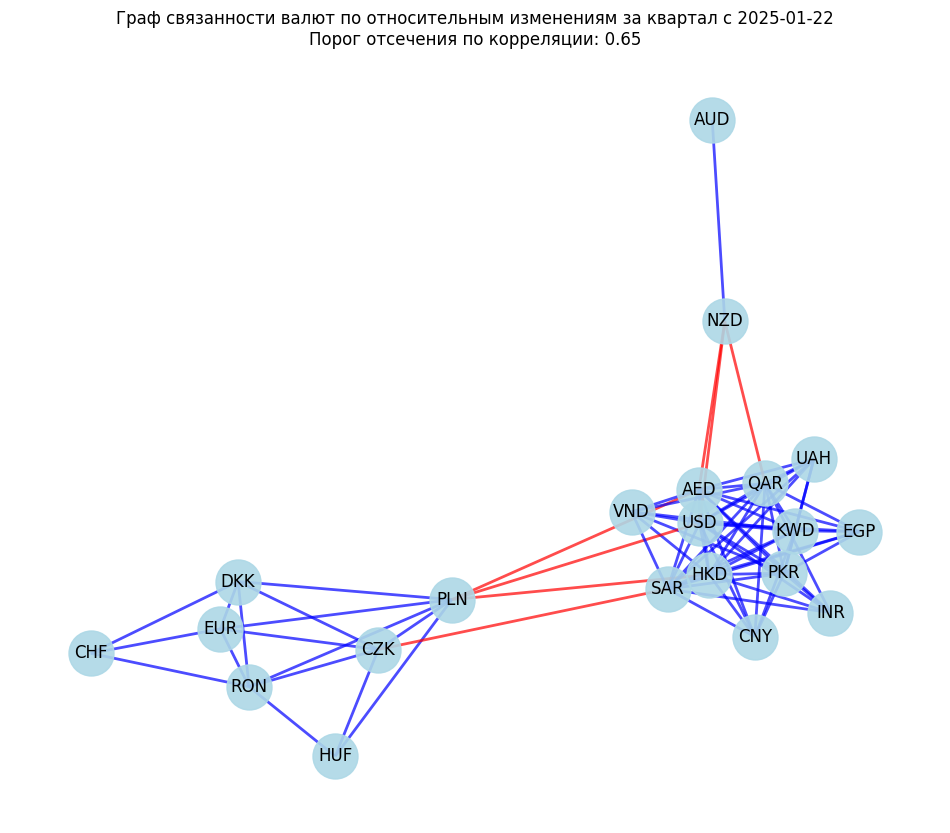 Граф связанности валют по относительным изменениям за квартал с 2025-01-22
Порог отсечения по корреляции: 0.65
AUD
NZD
UAH
QAR
AED
VND
USD
KWD
EGP
HKD
PKR
SAR
INR
CNY
DKK
PLN
EUR
CZK
CHF
RON
HUF